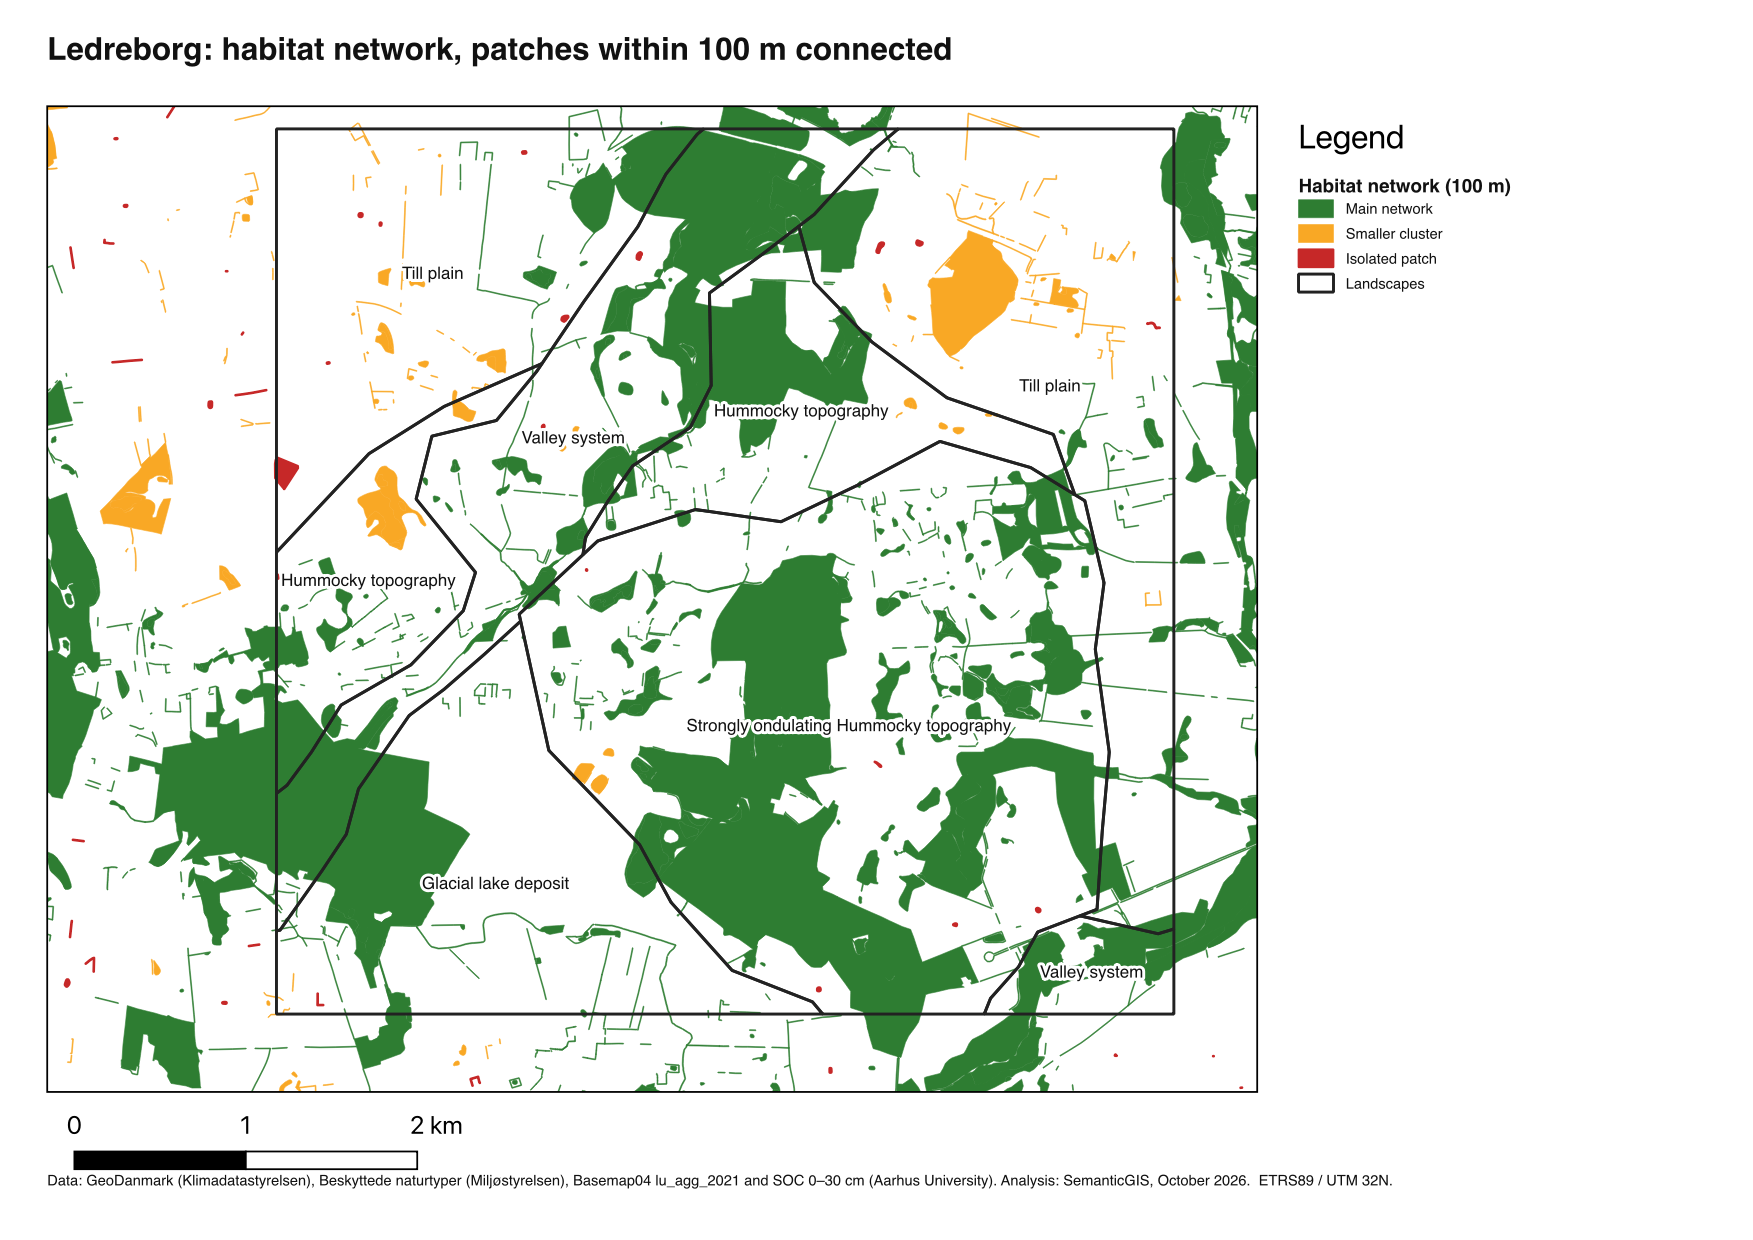 Ledreborg: habitat network, patches within 100 m connected
Legend
Habitat network (100 m)
Main network
Smaller cluster
Isolated patch
Landscapes
Till plain
Till plain
Hummocky topography
Valley system
Hummocky topography
Strongly ondulating Hummocky topography
Glacial lake deposit
Valley system
0 1 2 km
Data: GeoDanmark (Klimadatastyrelsen), Beskyttede naturtyper (Miljøstyrelsen), Basemap04 lu_agg_2021 and SOC 0–30 cm (Aarhus University). Analysis: SemanticGIS, October 2026. ETRS89 / UTM 32N.